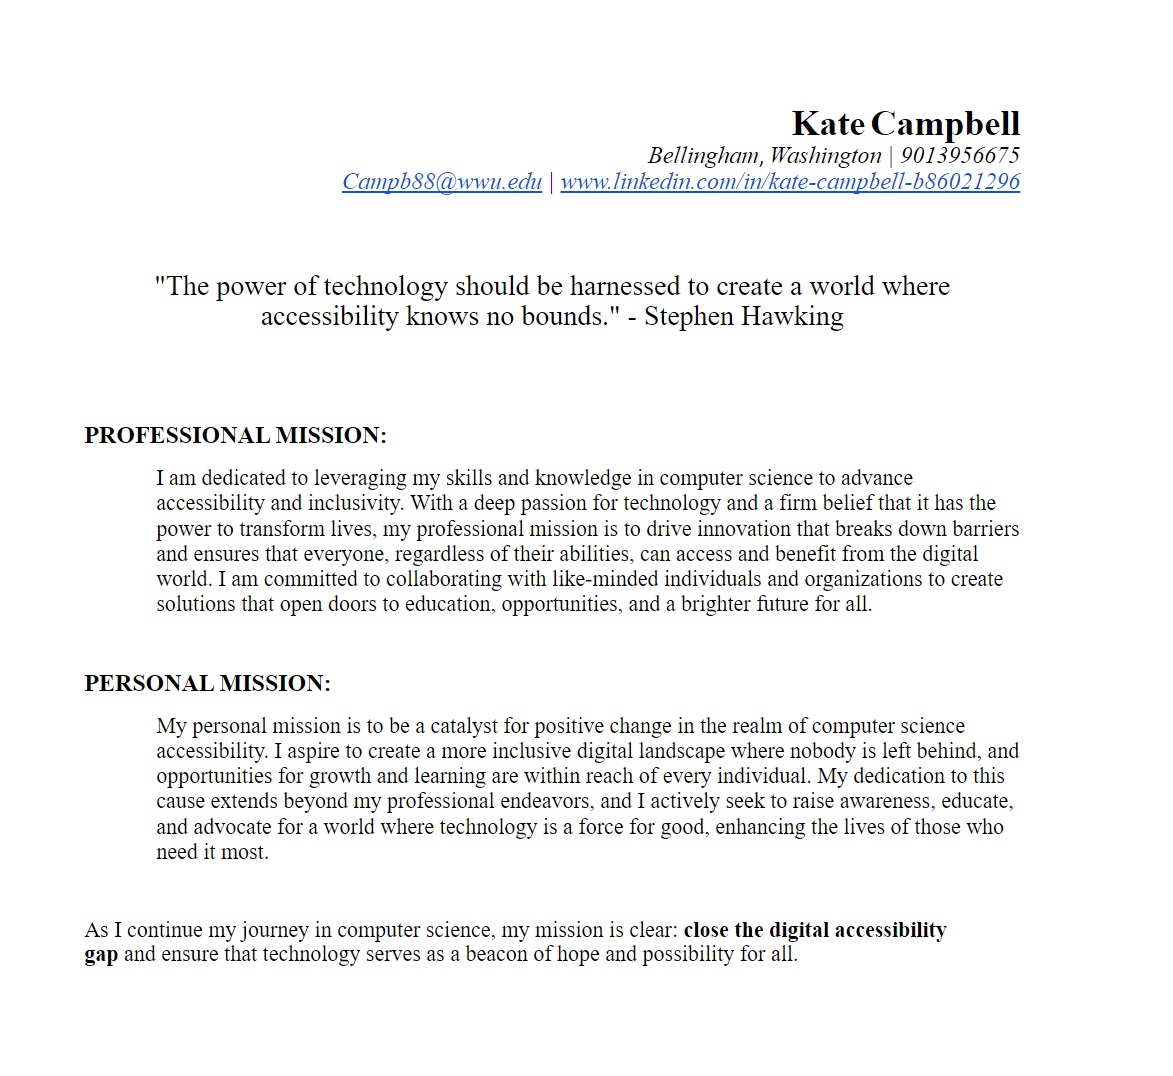 Kate Campbell
Bellingham, Washington | 9013956675
Campb88@wwu.edu | www.linkedin.com/in/kate-campbell-b86021296
"The power of technology should be harnessed to create a world where
accessibility knows no bounds." - Stephen Hawking
PROFESSIONAL MISSION:
I am dedicated to leveraging my skills and knowledge in computer science to advance
accessibility and inclusivity. With a deep passion for technology and a firm belief that it has the
power to transform lives, my professional mission is to drive innovation that breaks down barriers
and ensures that everyone, regardless of their abilities, can access and benefit from the digital
world. I am committed to collaborating with like-minded individuals and organizations to create
solutions that open doors to education, opportunities, and a brighter future for all.
PERSONAL MISSION:
My personal mission is to be a catalyst for positive change in the realm of computer science
accessibility. I aspire to create a more inclusive digital landscape where nobody is left behind, and
opportunities for growth and learning are within reach of every individual. My dedication to this
cause extends beyond my professional endeavors, and I actively seek to raise awareness, educate,
and advocate for a world where technology is a force for good, enhancing the lives of those who
need it most.
As I continue my journey in computer science, my mission is clear: close the digital accessibility
gap and ensure that technology serves as a beacon of hope and possibility for all.